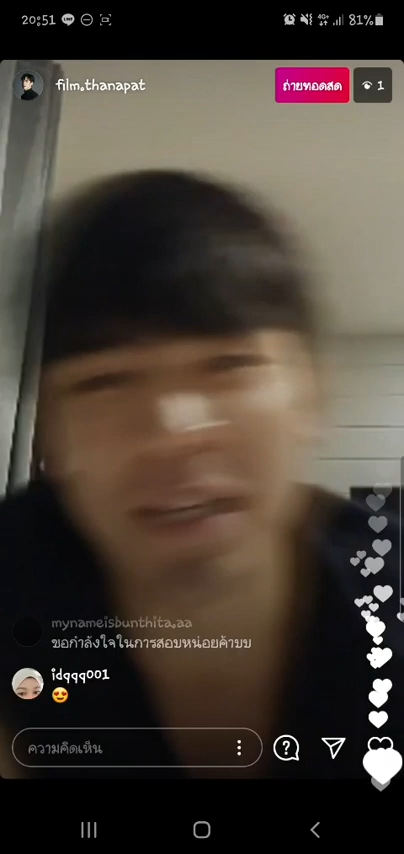 20:51
4G+
81%
film.thanapat
ถ่ายทอดสด
1
mynameisbunthita.aa
ขอกำลังใจในการสอบหน่อยค้าบบ
idqqq001
ความคิดเห็น